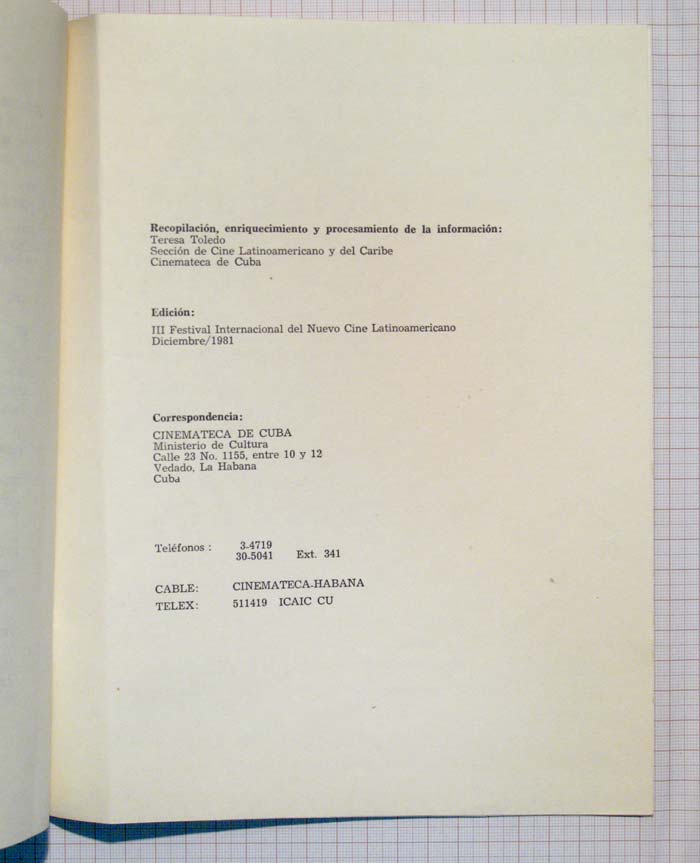 Recopilación, enriquecimiento y procesamiento de la información:
Teresa Toledo
Sección de Cine Latinoamericano y del Caribe
Cinemateca de Cuba
Edición:
III Festival Internacional del Nuevo Cine Latinoamericano
Diciembre/1981
Correspondencia:
CINEMATECA DE CUBA
Ministerio de Cultura
Calle 23 No. 1155, entre 10 y 12
Vedado, La Habana
Cuba
Teléfonos : 3-4719
30-5041 Ext. 341
CABLE: CINEMATECA-HABANA
TELEX: 511419 ICAIC CU